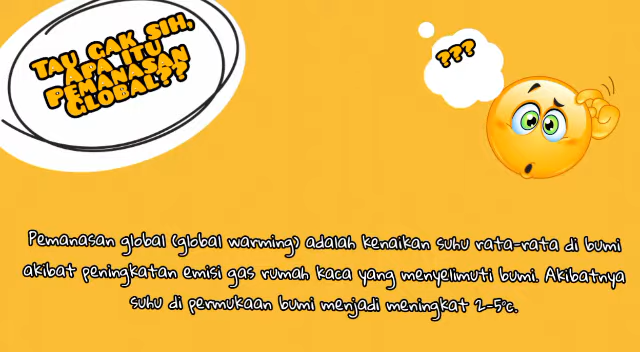 TAU GAK SIH,
APA ITU
PEMANASAN
GLOBAL??
???
Pemanasan global (global warming) adalah kenaikan suhu rata-rata di bumi
akibat peningkatan emisi gas rumah kaca yang menyelimuti bumi. Akibatnya
suhu di permukaan bumi menjadi meningkat 2-5°c.